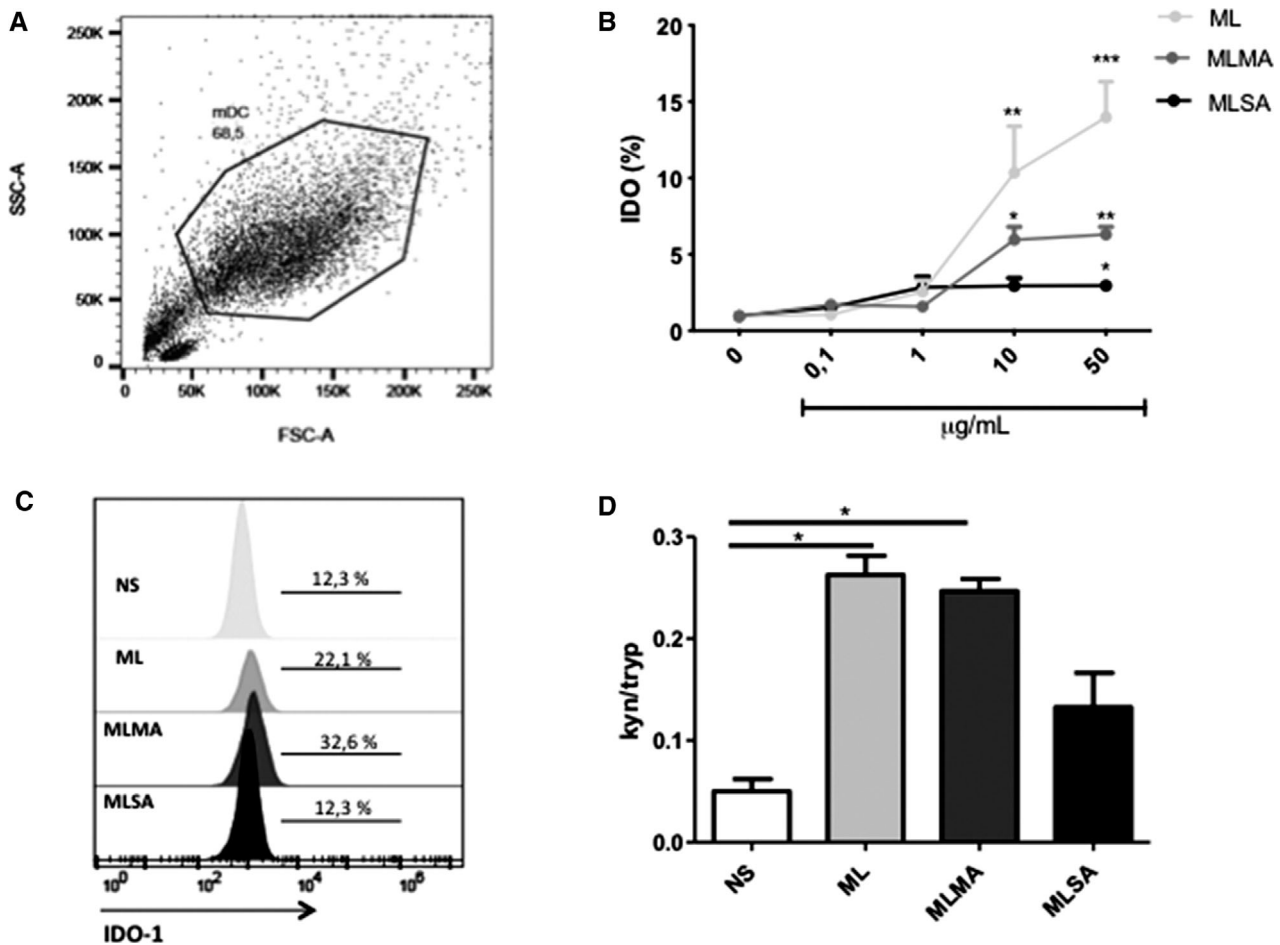 A
250K
200K
150K
100K
50K
0
SSC-A
mDC
68,5
0 50K 100K 150K 200K 250K
FSC-A
B
20
15
10
5
0
IDO (%)
** ***
* **
*
0 0,1 1 10 50
μg/mL
ML
MLMA
MLSA
C
NS 12,3 %
ML 22,1 %
MLMA 32,6 %
MLSA 12,3 %
10⁰ 10² 10⁴ 10⁶
IDO-1
D
*
*
0.3
0.2
0.1
0.0
kyn/tryp
NS ML MLMA MLSA